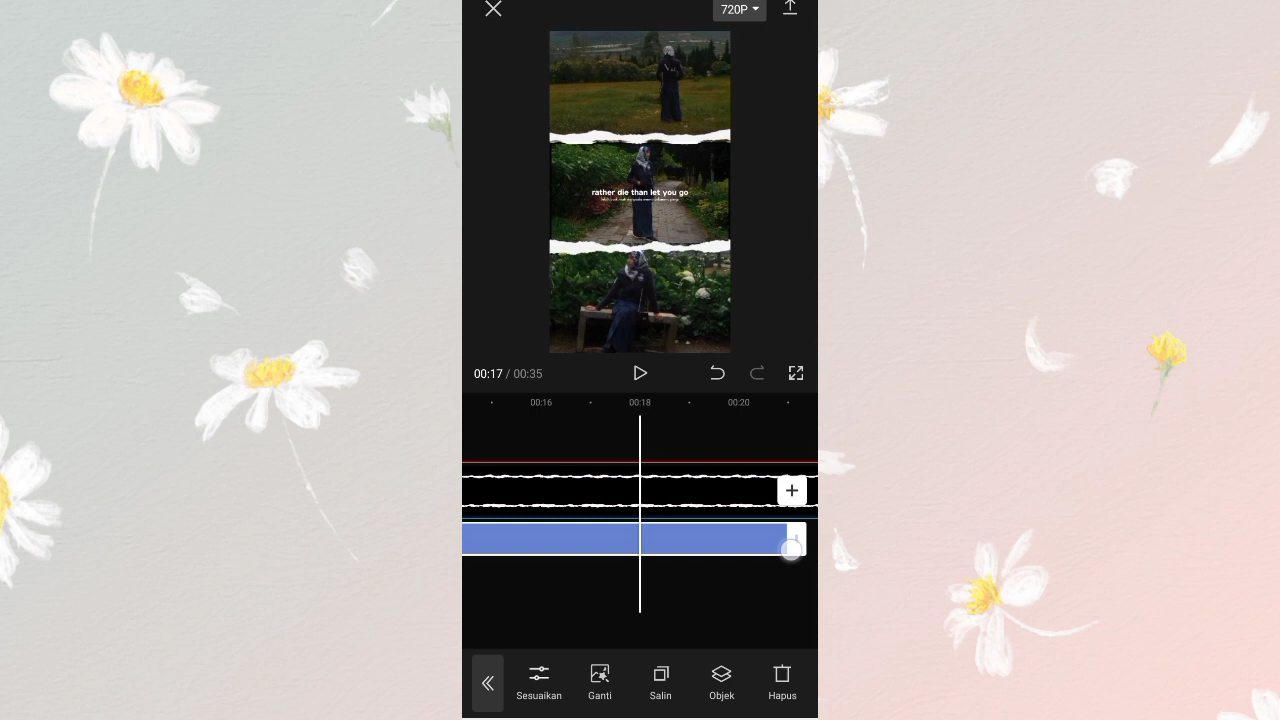 720P
rather die than let you go
00:17 / 00:35
00:16
00:18
00:20
Sesuaikan
Ganti
Salin
Objek
Hapus